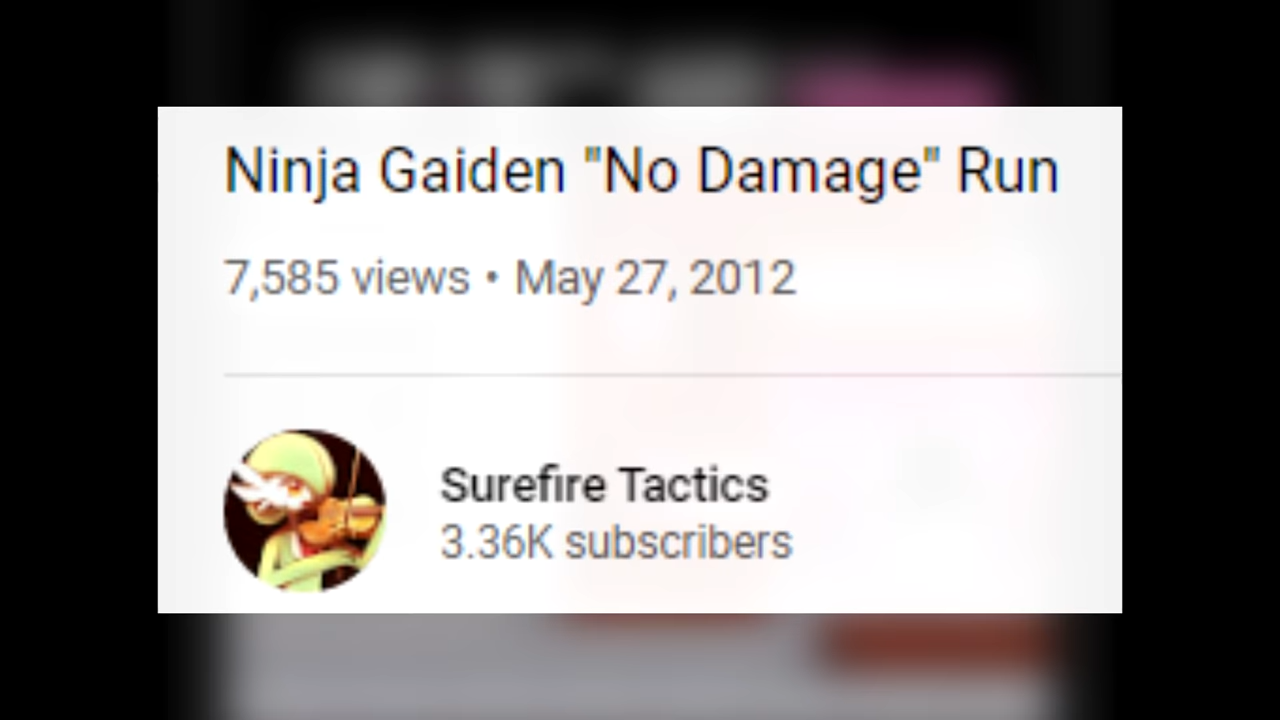 Ninja Gaiden "No Damage" Run
7,585 views • May 27, 2012
Surefire Tactics
3.36K subscribers